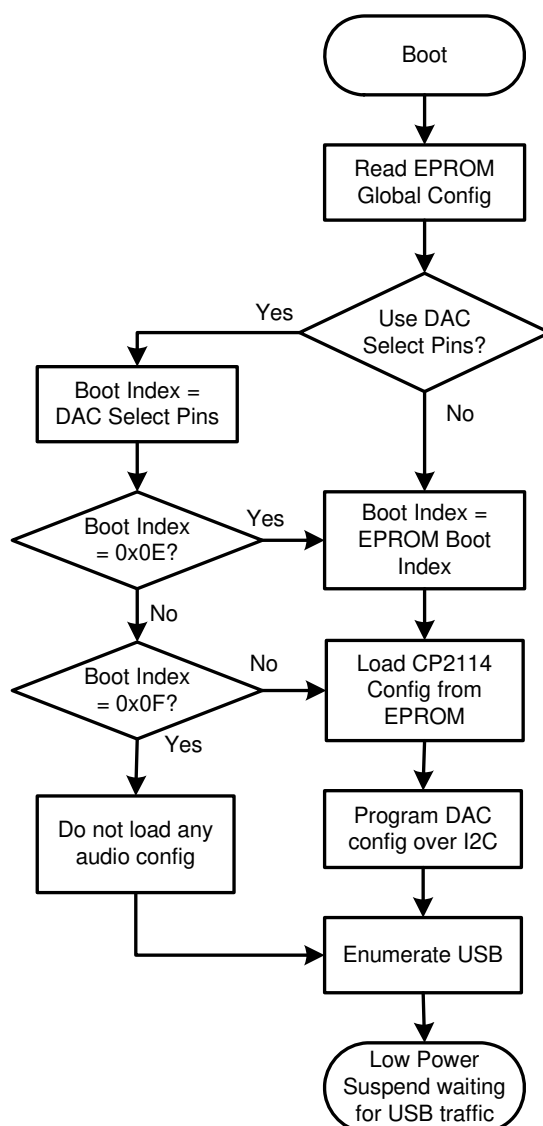 Boot
Read EPROM
Global Config
Use DAC
Select Pins?
Yes
No
Boot Index =
DAC Select Pins
Boot Index
= 0x0E?
Yes
No
Boot Index =
EPROM Boot
Index
Boot Index
= 0x0F?
No
Yes
Load CP2114
Config from
EPROM
Do not load any
audio config
Program DAC
config over I2C
Enumerate USB
Low Power
Suspend waiting
for USB traffic